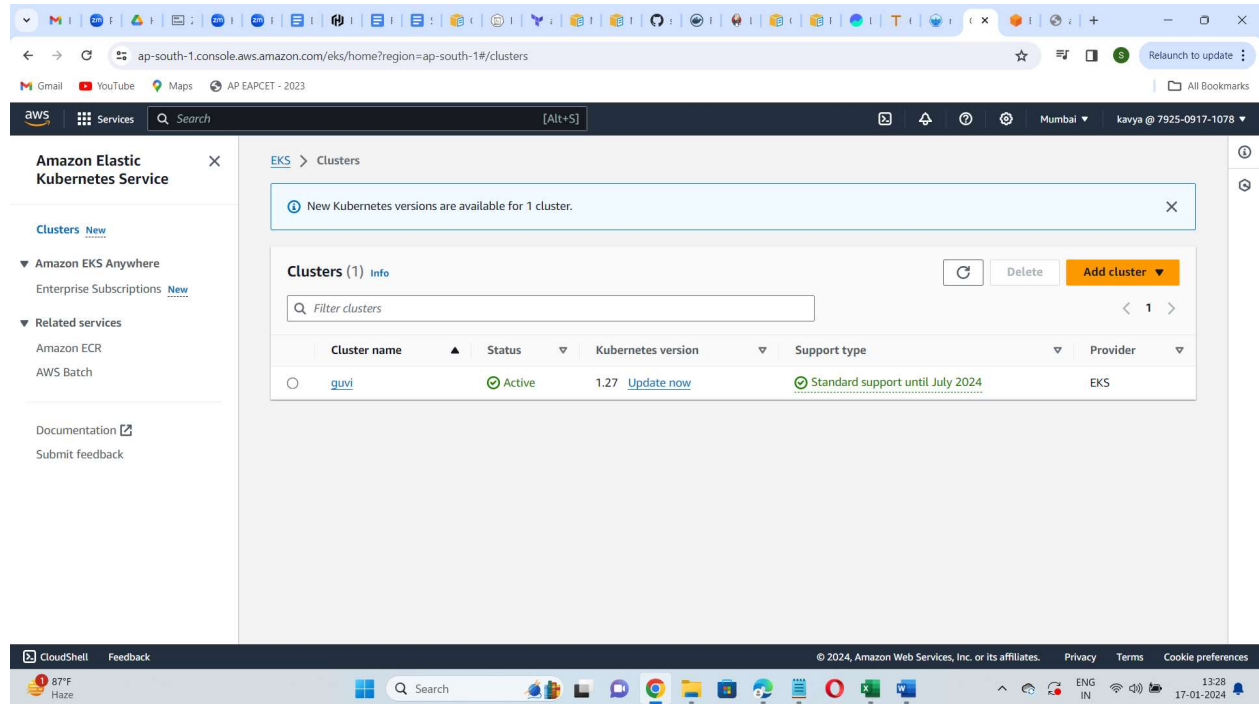 Relaunch to update
ap-south-1.console.aws.amazon.com/eks/home?region=ap-south-1#/clusters
Gmail YouTube Maps AP EAPCET - 2023 All Bookmarks
aws Services Search [Alt+S] Mumbai ▼ kavya @ 7925-0917-1078 ▼
Amazon Elastic
Kubernetes Service
Clusters New
Amazon EKS Anywhere
Enterprise Subscriptions New
Related services
Amazon ECR
AWS Batch
Documentation
Submit feedback
EKS > Clusters
New Kubernetes versions are available for 1 cluster.
Clusters (1) Info
Delete Add cluster ▼
Filter clusters
< 1 >
Cluster name Status Kubernetes version Support type Provider
guvi Active 1.27 Update now Standard support until July 2024 EKS
CloudShell Feedback © 2024, Amazon Web Services, Inc. or its affiliates. Privacy Terms Cookie preferences
87°F
Haze
Search
ENG
IN
13:28
17-01-2024